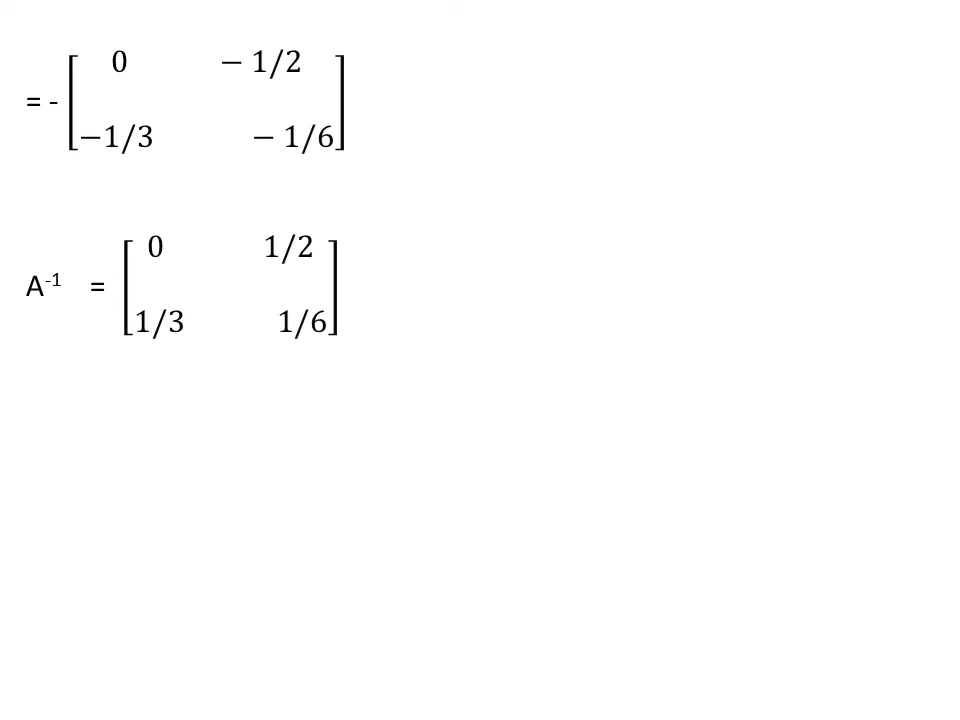 0 − 1/2
= -
−1/3 − 1/6
0 1/2
A-1 =
1/3 1/6